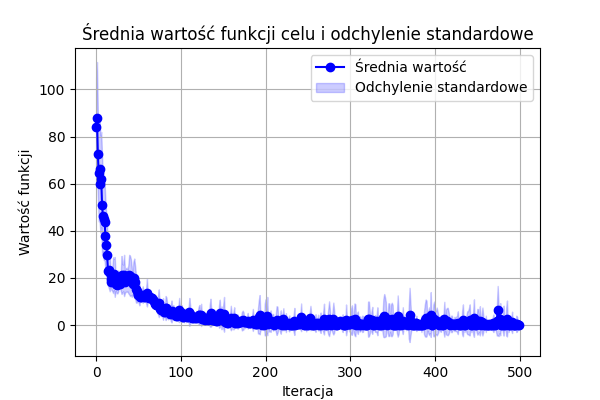 Średnia wartość funkcji celu i odchylenie standardowe
Średnia wartość
Odchylenie standardowe
Wartość funkcji
100
80
60
40
20
0
0 100 200 300 400 500
Iteracja